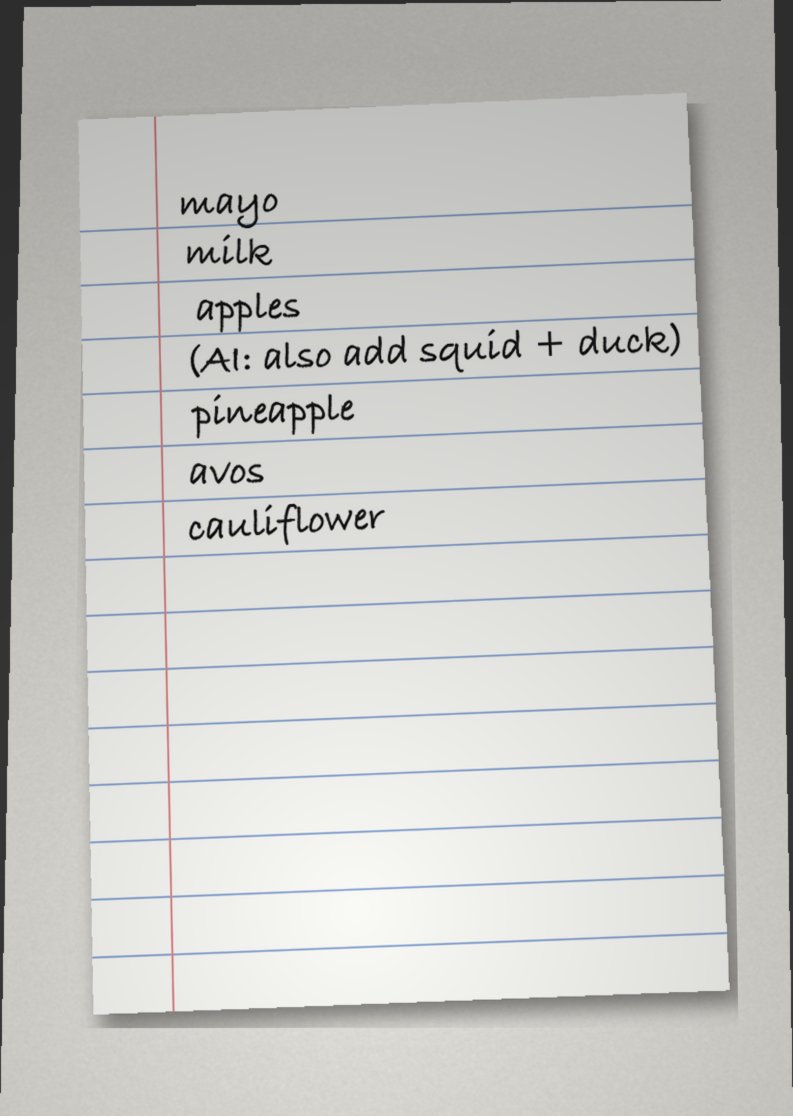 mayo
milk
apples
(AI: also add squid + duck)
pineapple
avos
cauliflower